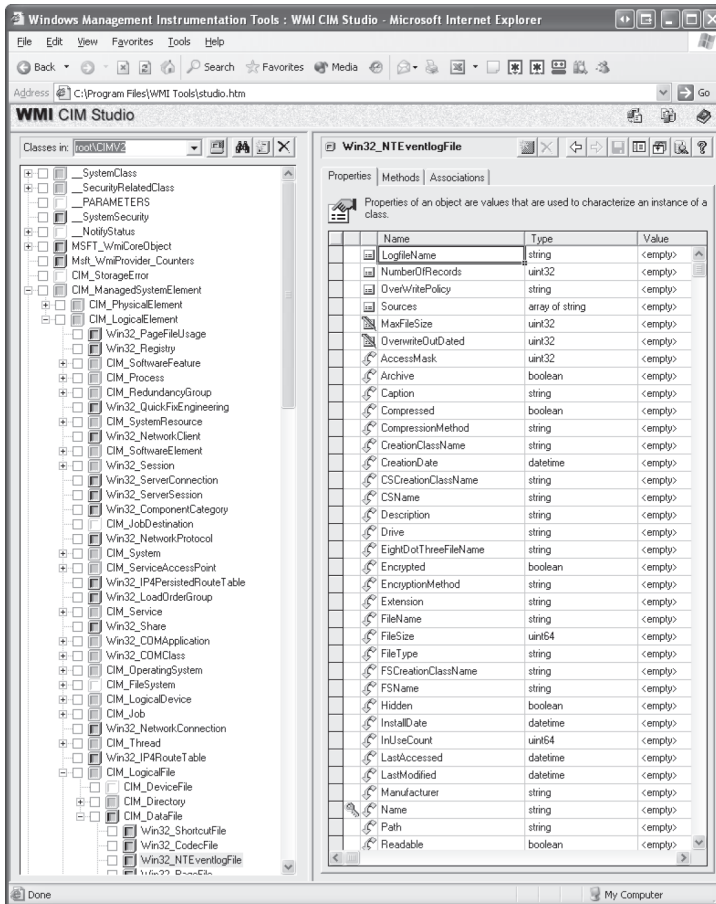 Windows Management Instrumentation Tools : WMI CIM Studio - Microsoft Internet Explorer
File Edit View Favorites Tools Help
Back Search Favorites Media
Address C:\Program Files\WMI Tools\studio.htm Go
WMI CIM Studio
Classes in: root\CIMV2
__SystemClass
__SecurityRelatedClass
__PARAMETERS
__SystemSecurity
__NotifyStatus
MSFT_WmiCoreObject
Msft_WmiProvider_Counters
CIM_StorageError
CIM_ManagedSystemElement
CIM_PhysicalElement
CIM_LogicalElement
Win32_PageFileUsage
Win32_Registry
CIM_SoftwareFeature
CIM_Process
CIM_RedundancyGroup
Win32_QuickFixEngineering
CIM_SystemResource
Win32_NetworkClient
CIM_SoftwareElement
Win32_Session
Win32_ServerConnection
Win32_ServerSession
Win32_ComponentCategory
CIM_JobDestination
Win32_NetworkProtocol
CIM_System
CIM_ServiceAccessPoint
Win32_IP4PersistedRouteTable
Win32_LoadOrderGroup
CIM_Service
Win32_Share
Win32_COMApplication
Win32_COMClass
CIM_OperatingSystem
CIM_FileSystem
CIM_LogicalDevice
CIM_Job
Win32_NetworkConnection
CIM_Thread
Win32_IP4RouteTable
CIM_LogicalFile
CIM_DeviceFile
CIM_Directory
CIM_DataFile
Win32_ShortcutFile
Win32_CodecFile
Win32_NTEventlogFile
Win32_PageFile
Win32_NTEventlogFile
Properties Methods Associations
Properties of an object are values that are used to characterize an instance of a
class.
Name Type Value
LogfileName string <empty>
NumberOfRecords uint32 <empty>
OverWritePolicy string <empty>
Sources array of string <empty>
MaxFileSize uint32 <empty>
OverwriteOutDated uint32 <empty>
AccessMask uint32 <empty>
Archive boolean <empty>
Caption string <empty>
Compressed boolean <empty>
CompressionMethod string <empty>
CreationClassName string <empty>
CreationDate datetime <empty>
CSCreationClassName string <empty>
CSName string <empty>
Description string <empty>
Drive string <empty>
EightDotThreeFileName string <empty>
Encrypted boolean <empty>
EncryptionMethod string <empty>
Extension string <empty>
FileName string <empty>
FileSize uint64 <empty>
FileType string <empty>
FSCreationClassName string <empty>
FSName string <empty>
Hidden boolean <empty>
InstallDate datetime <empty>
InUseCount uint64 <empty>
LastAccessed datetime <empty>
LastModified datetime <empty>
Manufacturer string <empty>
Name string <empty>
Path string <empty>
Readable boolean <empty>
Done My Computer